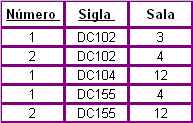 Número Sigla Sala
1 DC102 3
2 DC102 4
1 DC104 12
1 DC155 4
2 DC155 12